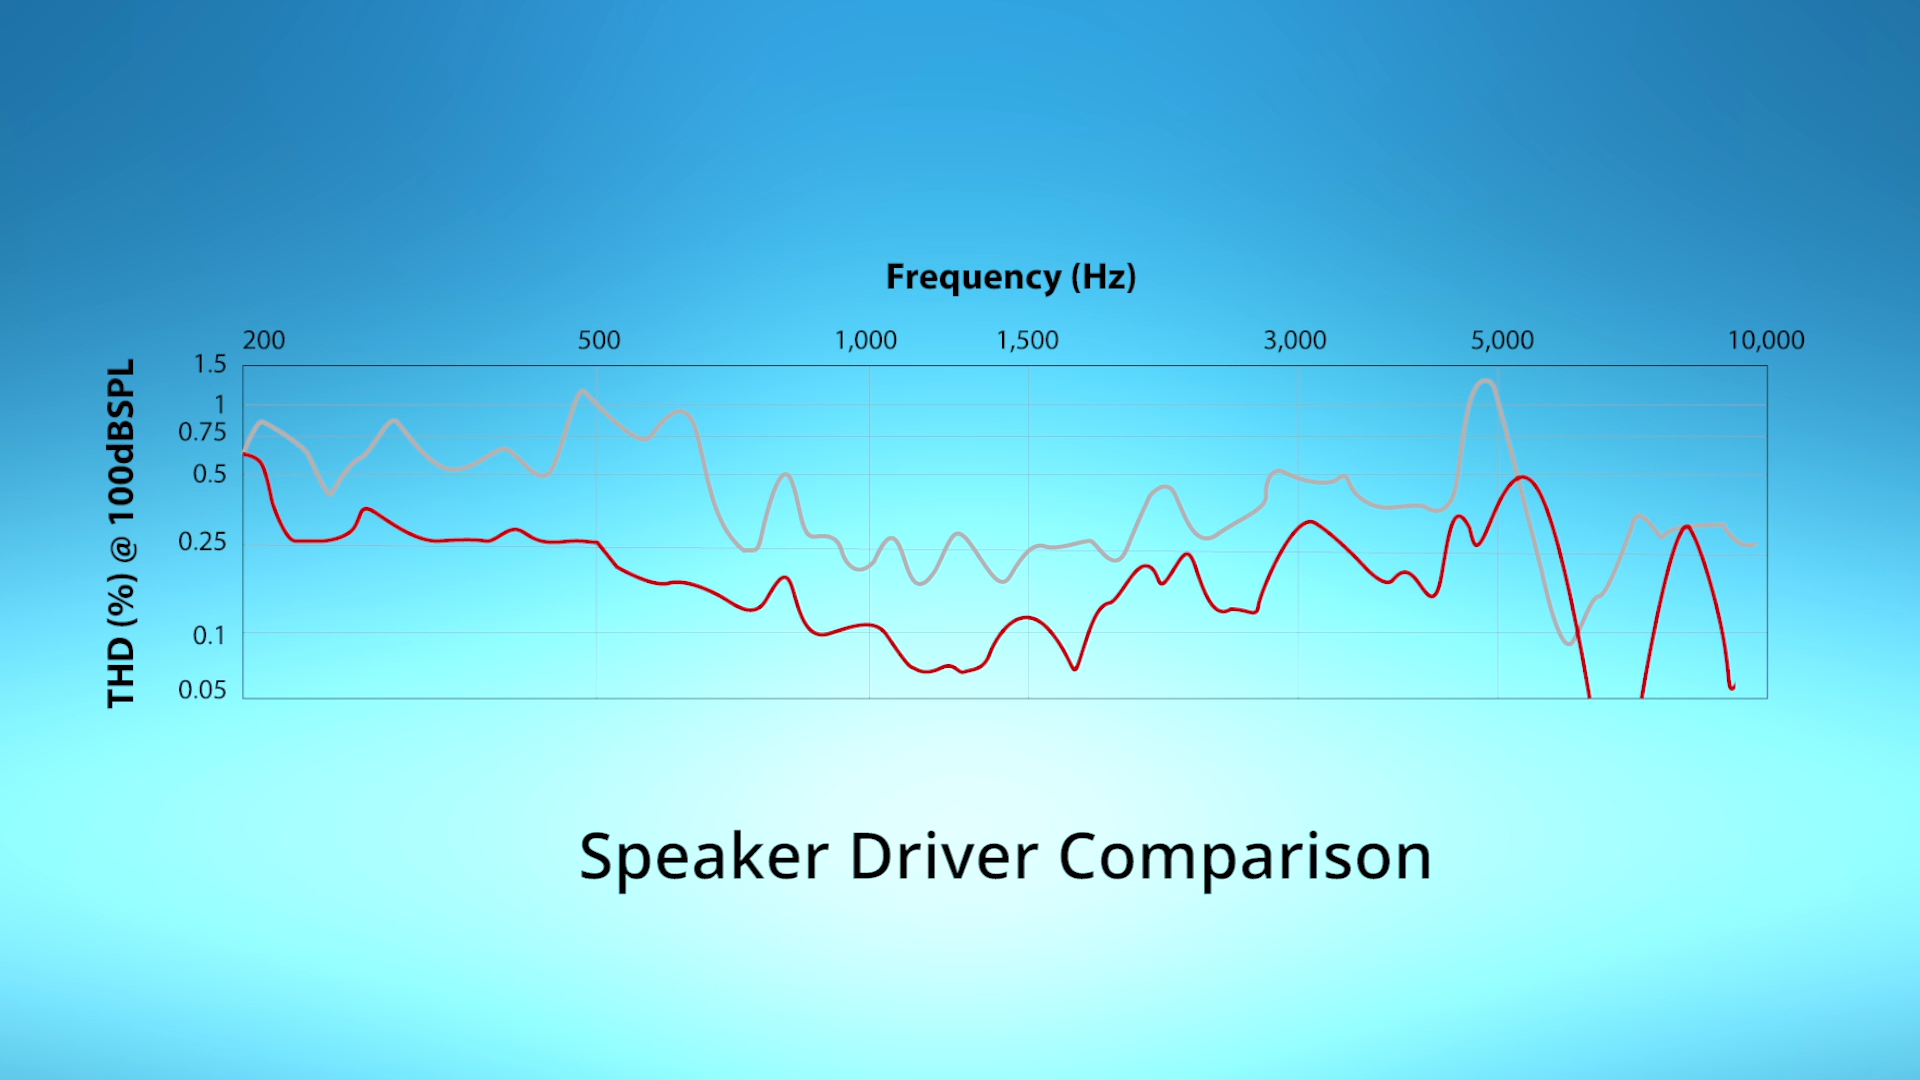 Frequency (Hz)
200 500 1,000 1,500 3,000 5,000 10,000
THD (%) @ 100dBSPL
1.5
1
0.75
0.5
0.25
0.1
0.05
Speaker Driver Comparison